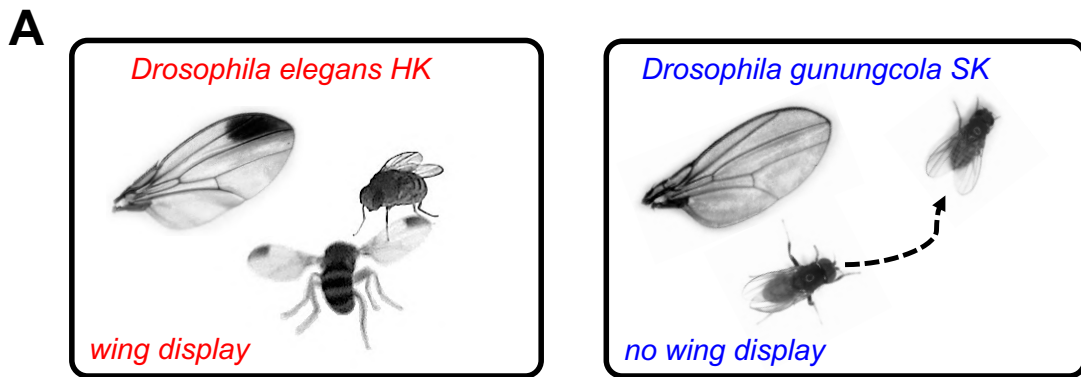 A
Drosophila elegans HK
wing display
Drosophila gunungcola SK
no wing display